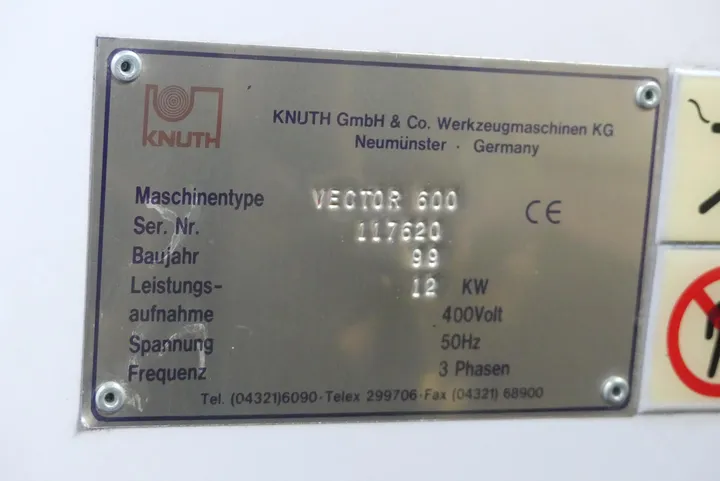 KNUTH
KNUTH GmbH & Co. Werkzeugmaschinen KG
Neumünster · Germany
Maschinentype VECTOR 600
CE
Ser. Nr. 117620
Baujahr 99
Leistungs- 12 KW
aufnahme 400Volt
Spannung 50Hz
Frequenz 3 Phasen
Tel. (04321)6090·Telex 299706·Fax (04321) 68900